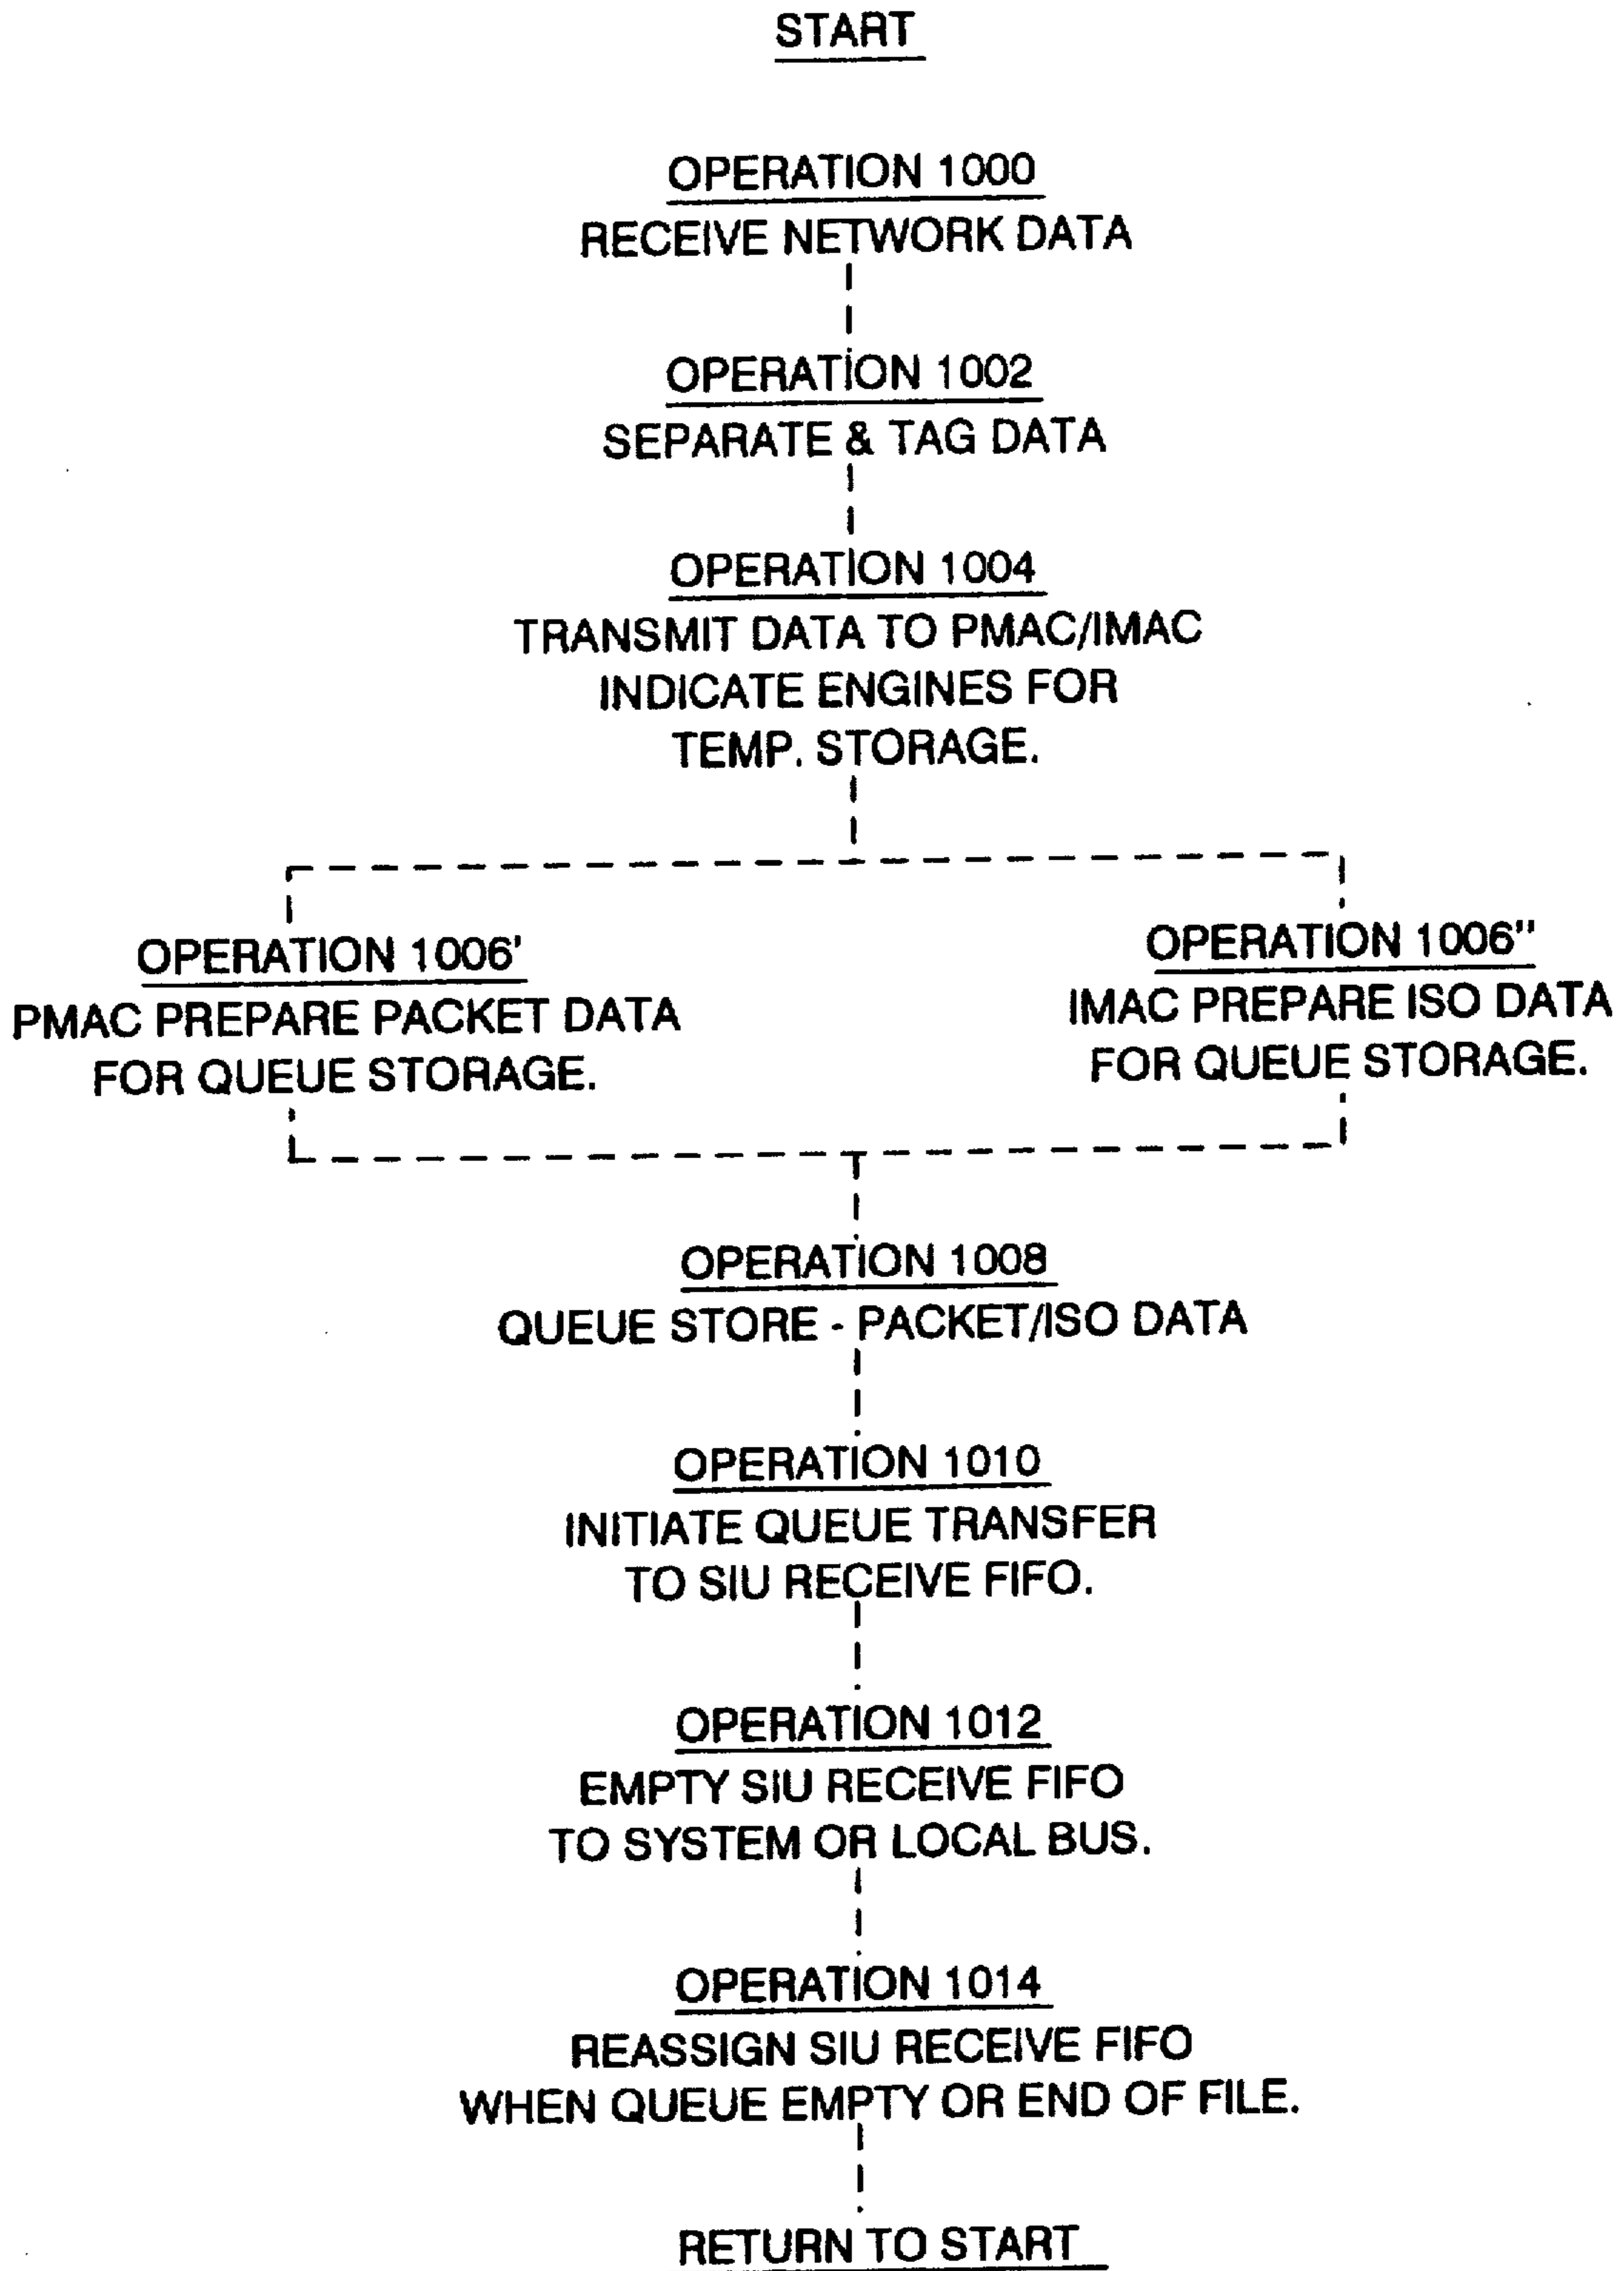 START
OPERATION 1000
RECEIVE NETWORK DATA
OPERATION 1002
SEPARATE & TAG DATA
OPERATION 1004
TRANSMIT DATA TO PMAC/IMAC
INDICATE ENGINES FOR
TEMP. STORAGE.
OPERATION 1006'
PMAC PREPARE PACKET DATA
FOR QUEUE STORAGE.
OPERATION 1006"
IMAC PREPARE ISO DATA
FOR QUEUE STORAGE.
OPERATION 1008
QUEUE STORE - PACKET/ISO DATA
OPERATION 1010
INITIATE QUEUE TRANSFER
TO SIU RECEIVE FIFO.
OPERATION 1012
EMPTY SIU RECEIVE FIFO
TO SYSTEM OR LOCAL BUS.
OPERATION 1014
REASSIGN SIU RECEIVE FIFO
WHEN QUEUE EMPTY OR END OF FILE.
RETURN TO START